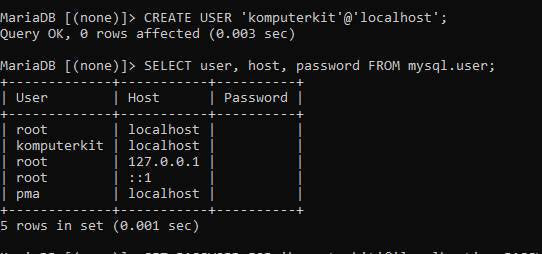 MariaDB [(none)]> CREATE USER 'komputerkit'@'localhost';
Query OK, 0 rows affected (0.003 sec)
MariaDB [(none)]> SELECT user, host, password FROM mysql.user;
+-------------+-----------+----------+
| User        | Host      | Password |
+-------------+-----------+----------+
| root        | localhost |          |
| komputerkit | localhost |          |
| root        | 127.0.0.1 |          |
| root        | ::1       |          |
| pma         | localhost |          |
+-------------+-----------+----------+
5 rows in set (0.001 sec)